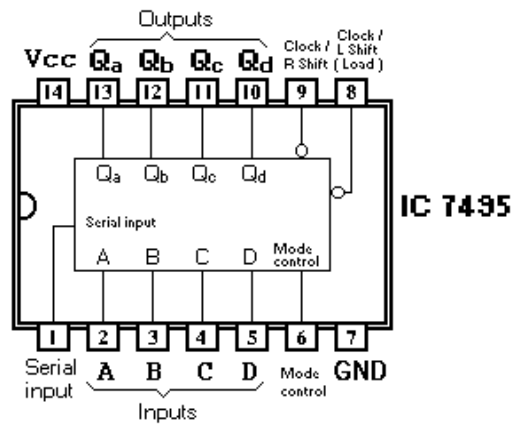 Outputs
Vcc Qa Qb Qc Qd Clock / R Shift Clock / L Shift ( Load )
14 13 12 11 10 9 8
Qa Qb Qc Qd
Serial input
A B C D Mode control
IC 7495
1 2 3 4 5 6 7
Serial input A B C D Mode control GND
Inputs